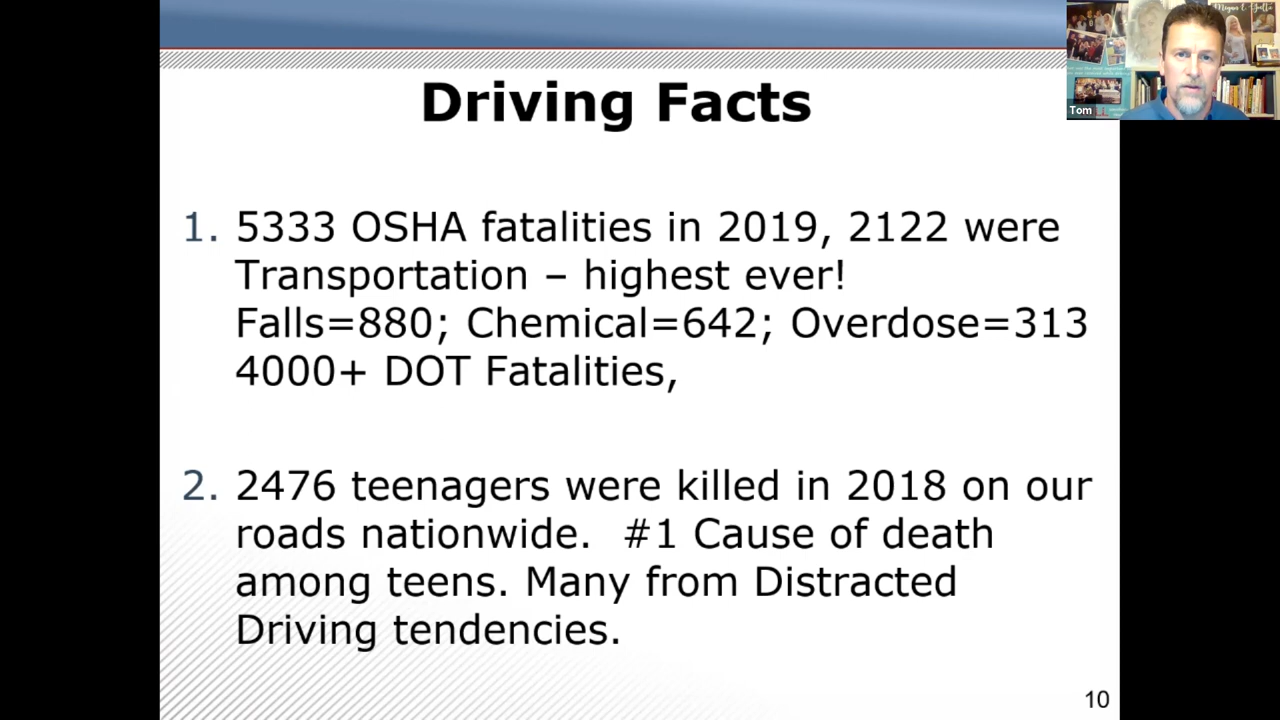 Driving Facts
1. 5333 OSHA fatalities in 2019, 2122 were
Transportation – highest ever!
Falls=880; Chemical=642; Overdose=313
4000+ DOT Fatalities,
2. 2476 teenagers were killed in 2018 on our
roads nationwide.  #1 Cause of death
among teens. Many from Distracted
Driving tendencies.
10
Tom